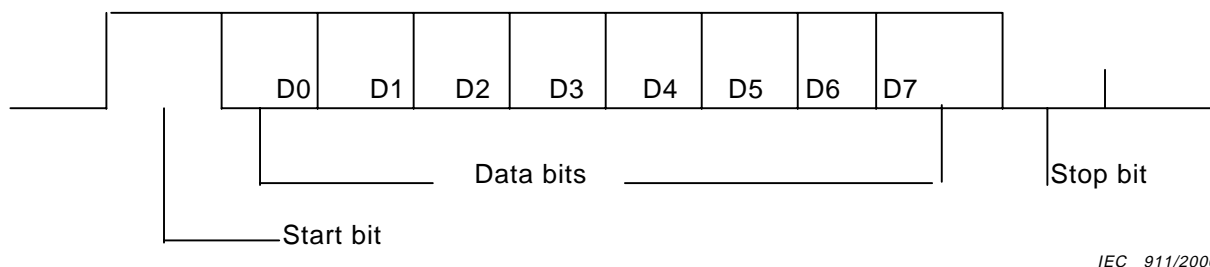 D0 D1 D2 D3 D4 D5 D6 D7
Data bits
Stop bit
Start bit
IEC 911/200